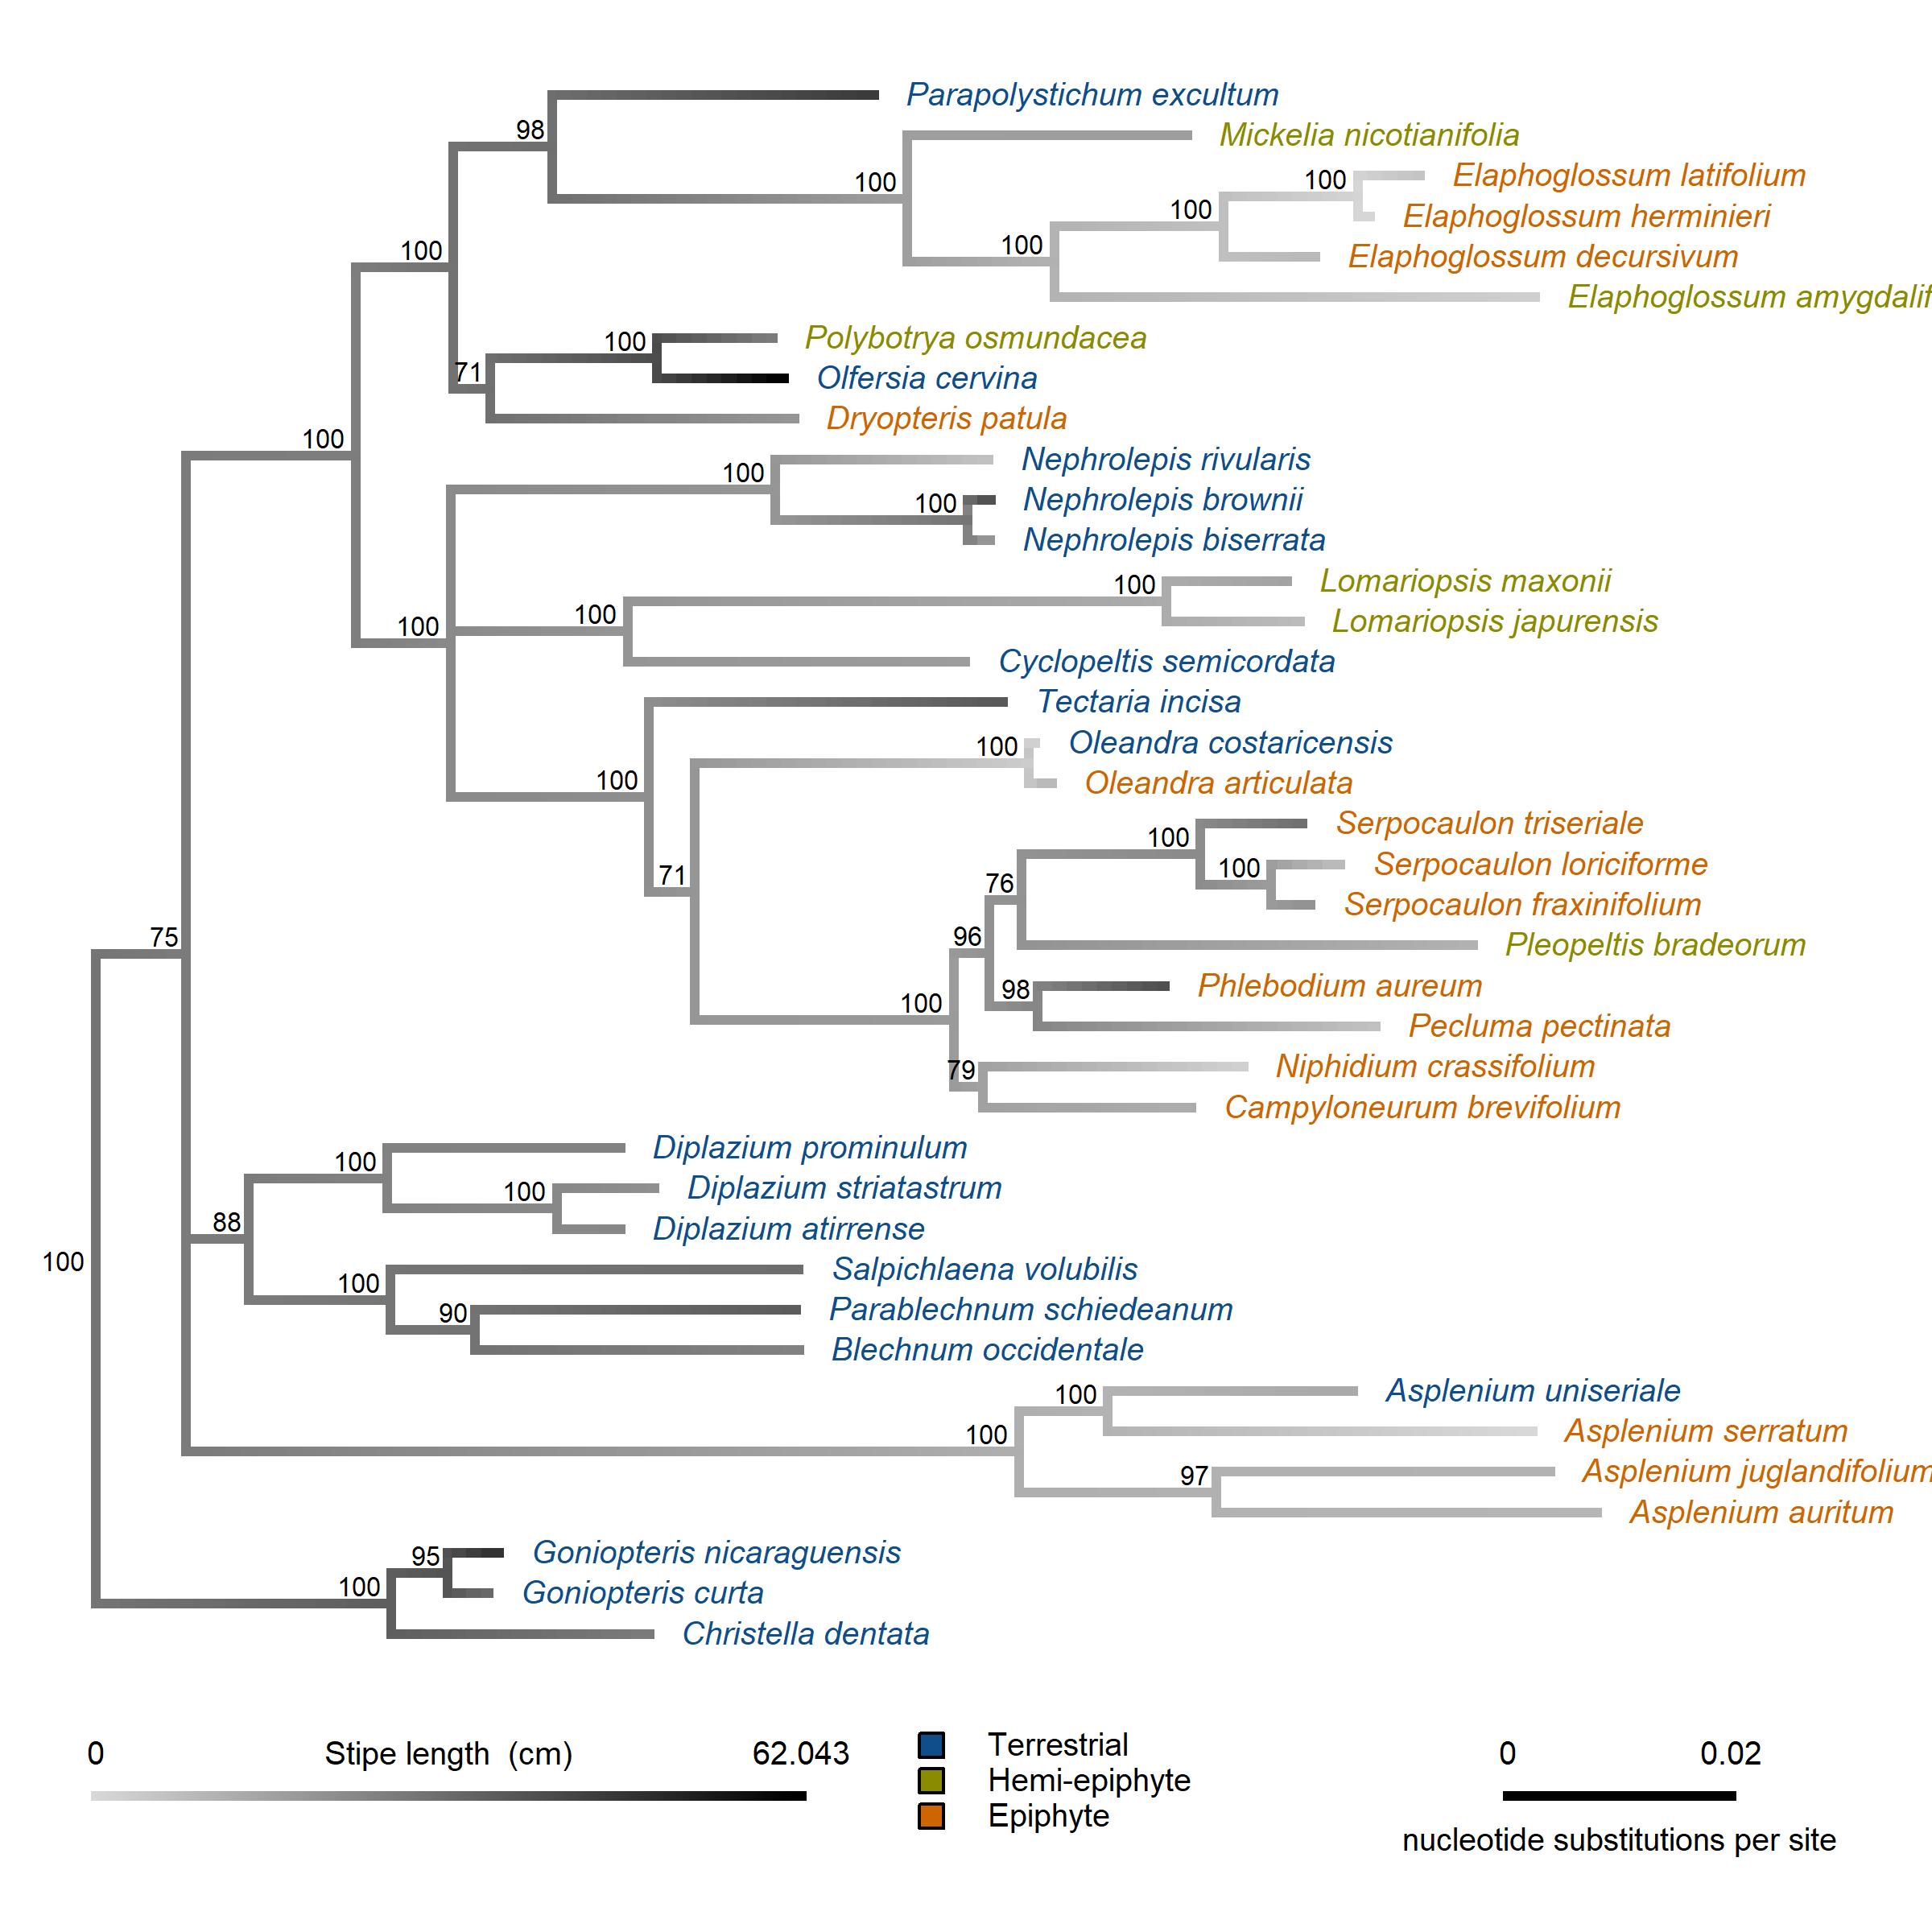 Parapolystichum excultum
98
Mickelia nicotianifolia
100
Elaphoglossum latifolium
100
Elaphoglossum herminieri
100
Elaphoglossum decursivum
100
100
Elaphoglossum amygdalif
Polybotrya osmundacea
100
Olfersia cervina
71
Dryopteris patula
100
Nephrolepis rivularis
100
Nephrolepis brownii
100
Nephrolepis biserrata
Lomariopsis maxonii
100
Lomariopsis japurensis
100
100
Cyclopeltis semicordata
Tectaria incisa
Oleandra costaricensis
100
Oleandra articulata
100
Serpocaulon triseriale
100
Serpocaulon loriciforme
100
71
76
Serpocaulon fraxinifolium
75
96
Pleopeltis bradeorum
Phlebodium aureum
98
100
Pecluma pectinata
Niphidium crassifolium
79
Campyloneurum brevifolium
Diplazium prominulum
100
Diplazium striatastrum
100
88
Diplazium atirrense
100
Salpichlaena volubilis
100
Parablechnum schiedeanum
90
Blechnum occidentale
Asplenium uniseriale
100
Asplenium serratum
100
Asplenium juglandifolium
97
Asplenium auritum
Goniopteris nicaraguensis
95
Goniopteris curta
100
Christella dentata
0 Stipe length (cm) 62.043
Terrestrial
Hemi-epiphyte
Epiphyte
0 0.02
nucleotide substitutions per site